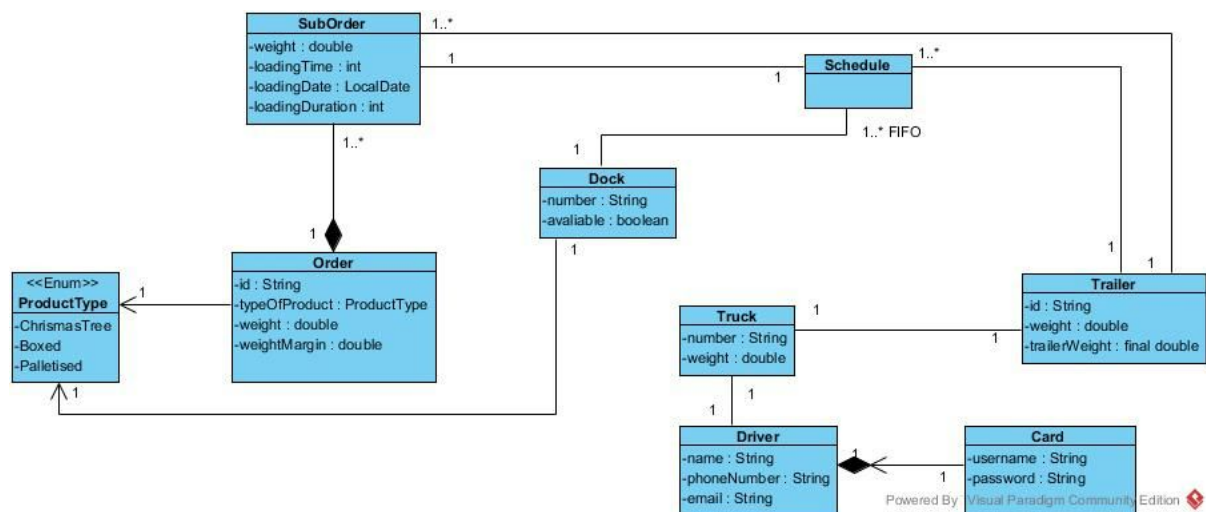 SubOrder
-weight : double
-loadingTime : int
-loadingDate : LocalDate
-loadingDuration : int
1..*
1
1
Schedule
1..*
1..* FIFO
1
Dock
-number : String
-avaliable : boolean
1
1..*
1
Order
-id : String
-typeOfProduct : ProductType
-weight : double
-weightMargin : double
1
<<Enum>>
ProductType
-ChrismasTree
-Boxed
-Palletised
1
1
1
Trailer
-id : String
-weight : double
-trailerWeight : final double
1
1
Truck
-number : String
-weight : double
1
1
Driver
-name : String
-phoneNumber : String
-email : String
1
1
Card
-username : String
-password : String
Powered By Visual Paradigm Community Edition